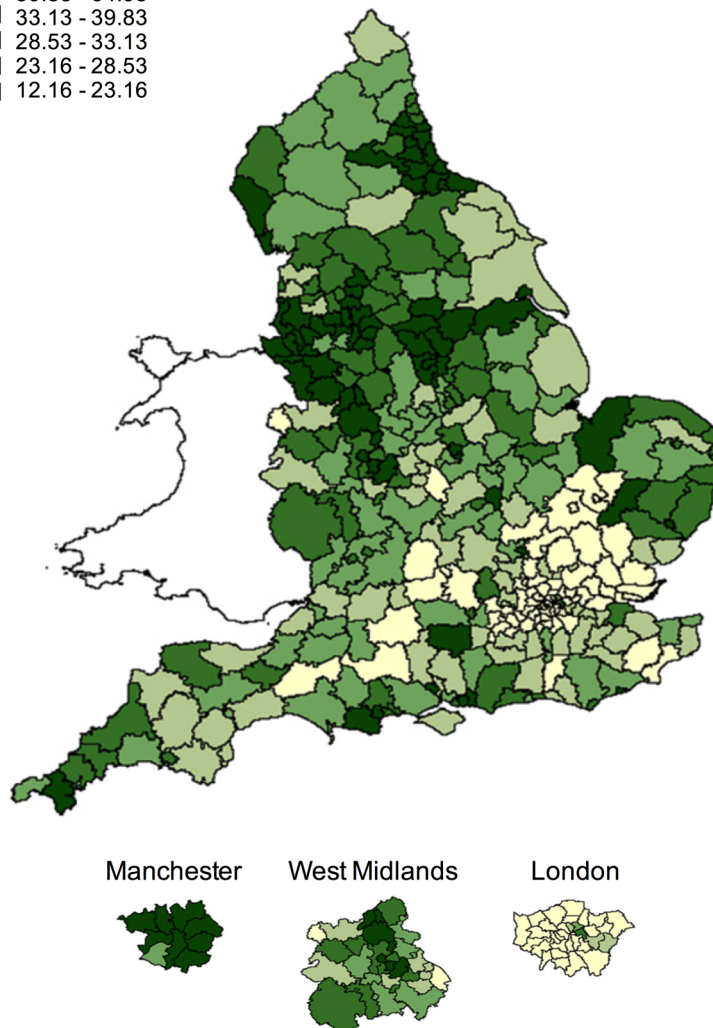 33.13 - 39.83
28.53 - 33.13
23.16 - 28.53
12.16 - 23.16
Manchester
West Midlands
London